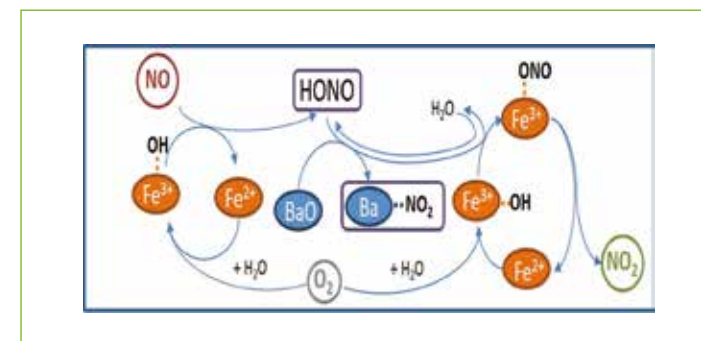 NO
HONO
ONO
H₂O
Fe³⁺
OH
Fe³⁺
Fe²⁺
BaO
Ba
··NO₂
Fe³⁺
OH
+ H₂O
O₂
+ H₂O
Fe²⁺
NO₂